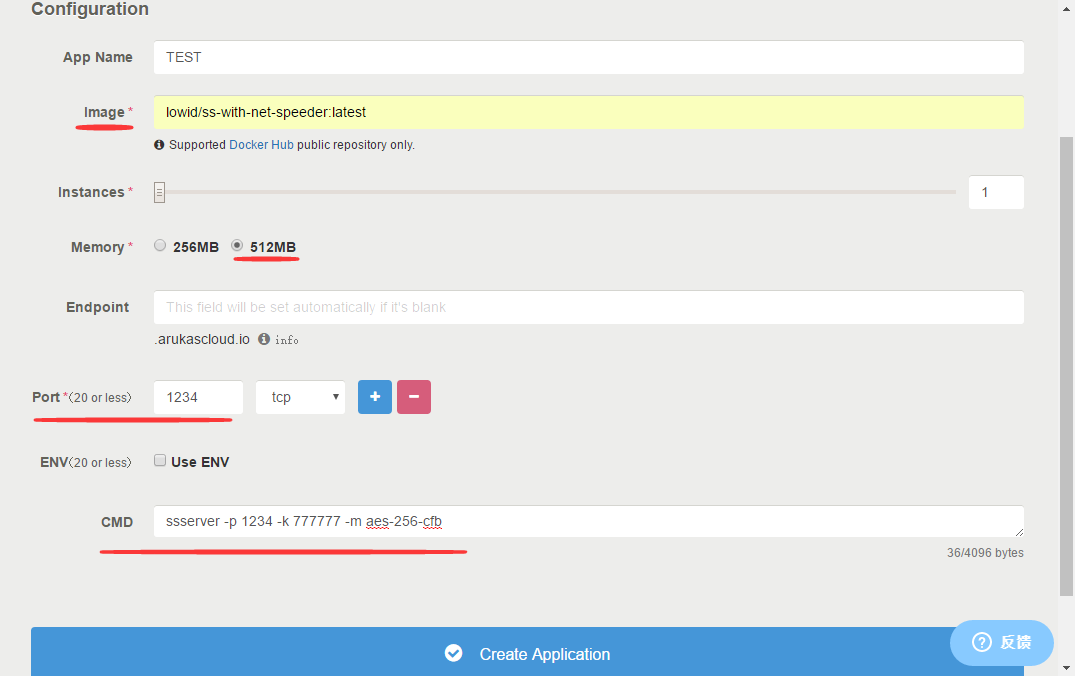 Configuration
App Name TEST
Image * lowid/ss-with-net-speeder:latest
Supported Docker Hub public repository only.
Instances * 1
Memory * 256MB 512MB
Endpoint This field will be set automatically if it's blank
.arukascloud.io info
Port *(20 or less) 1234 tcp + −
ENV(20 or less) Use ENV
CMD ssserver -p 1234 -k 777777 -m aes-256-cfb
36/4096 bytes
Create Application
反馈